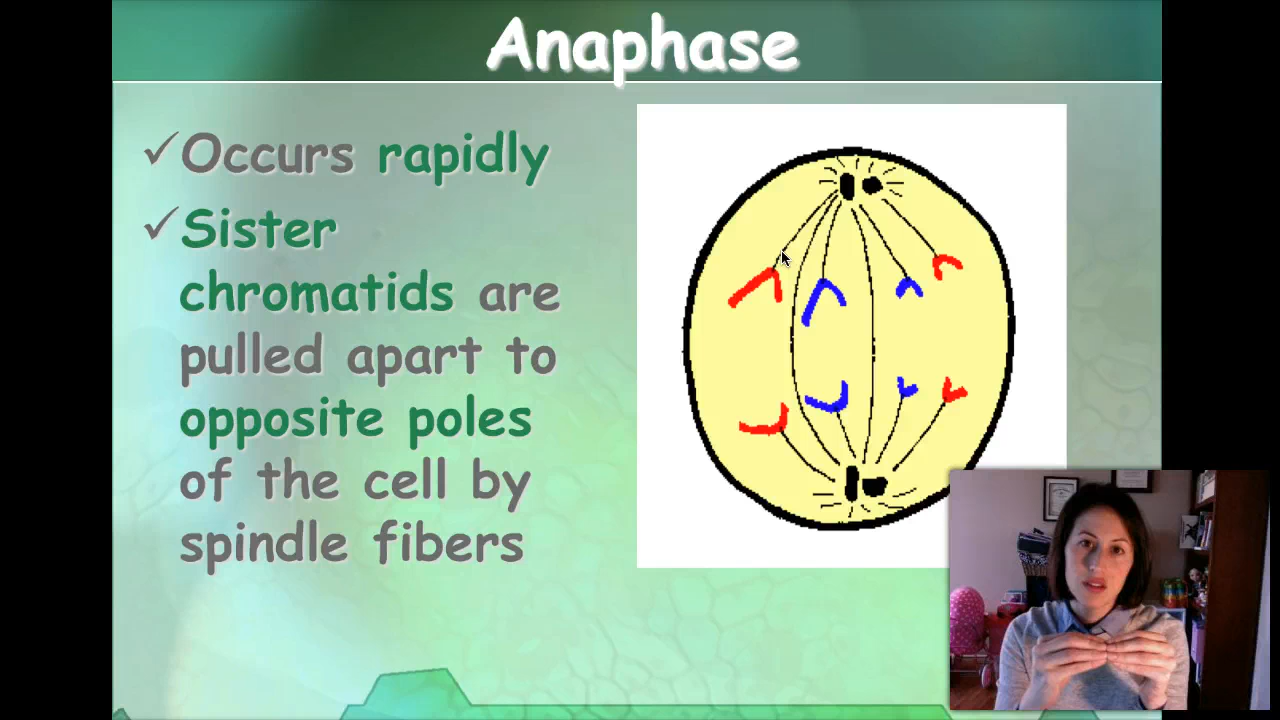 Anaphase
✓Occurs rapidly
✓Sister
chromatids are
pulled apart to
opposite poles
of the cell by
spindle fibers